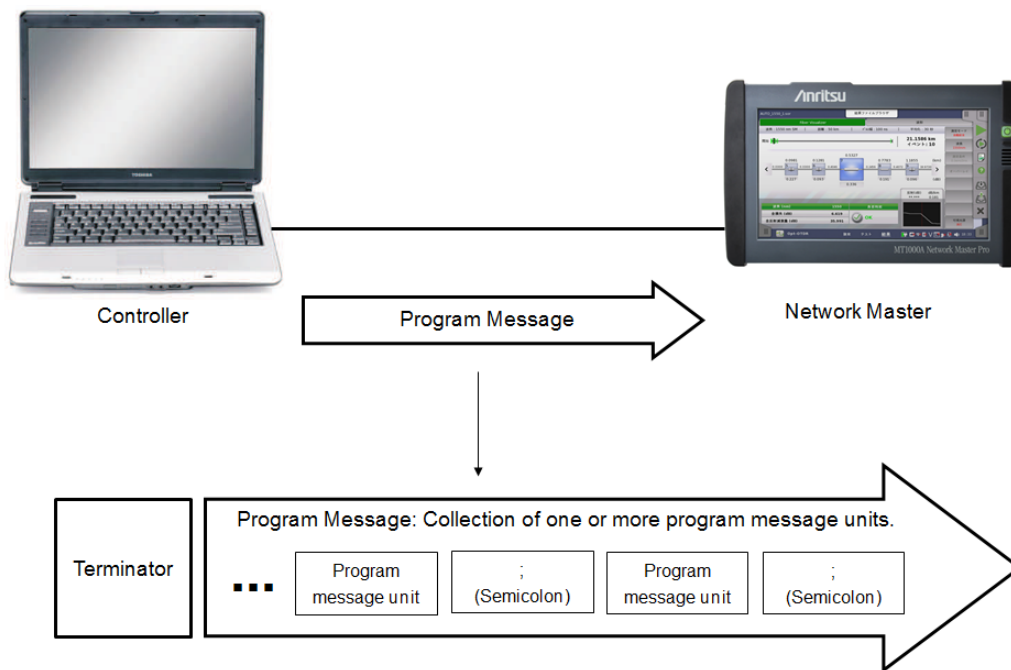 TOSHIBA
Anritsu
MT1000A Network Master Pro
Controller
Network Master
Program Message
Program Message: Collection of one or more program message units.
Terminator
...
Program
message unit
;
(Semicolon)
Program
message unit
;
(Semicolon)